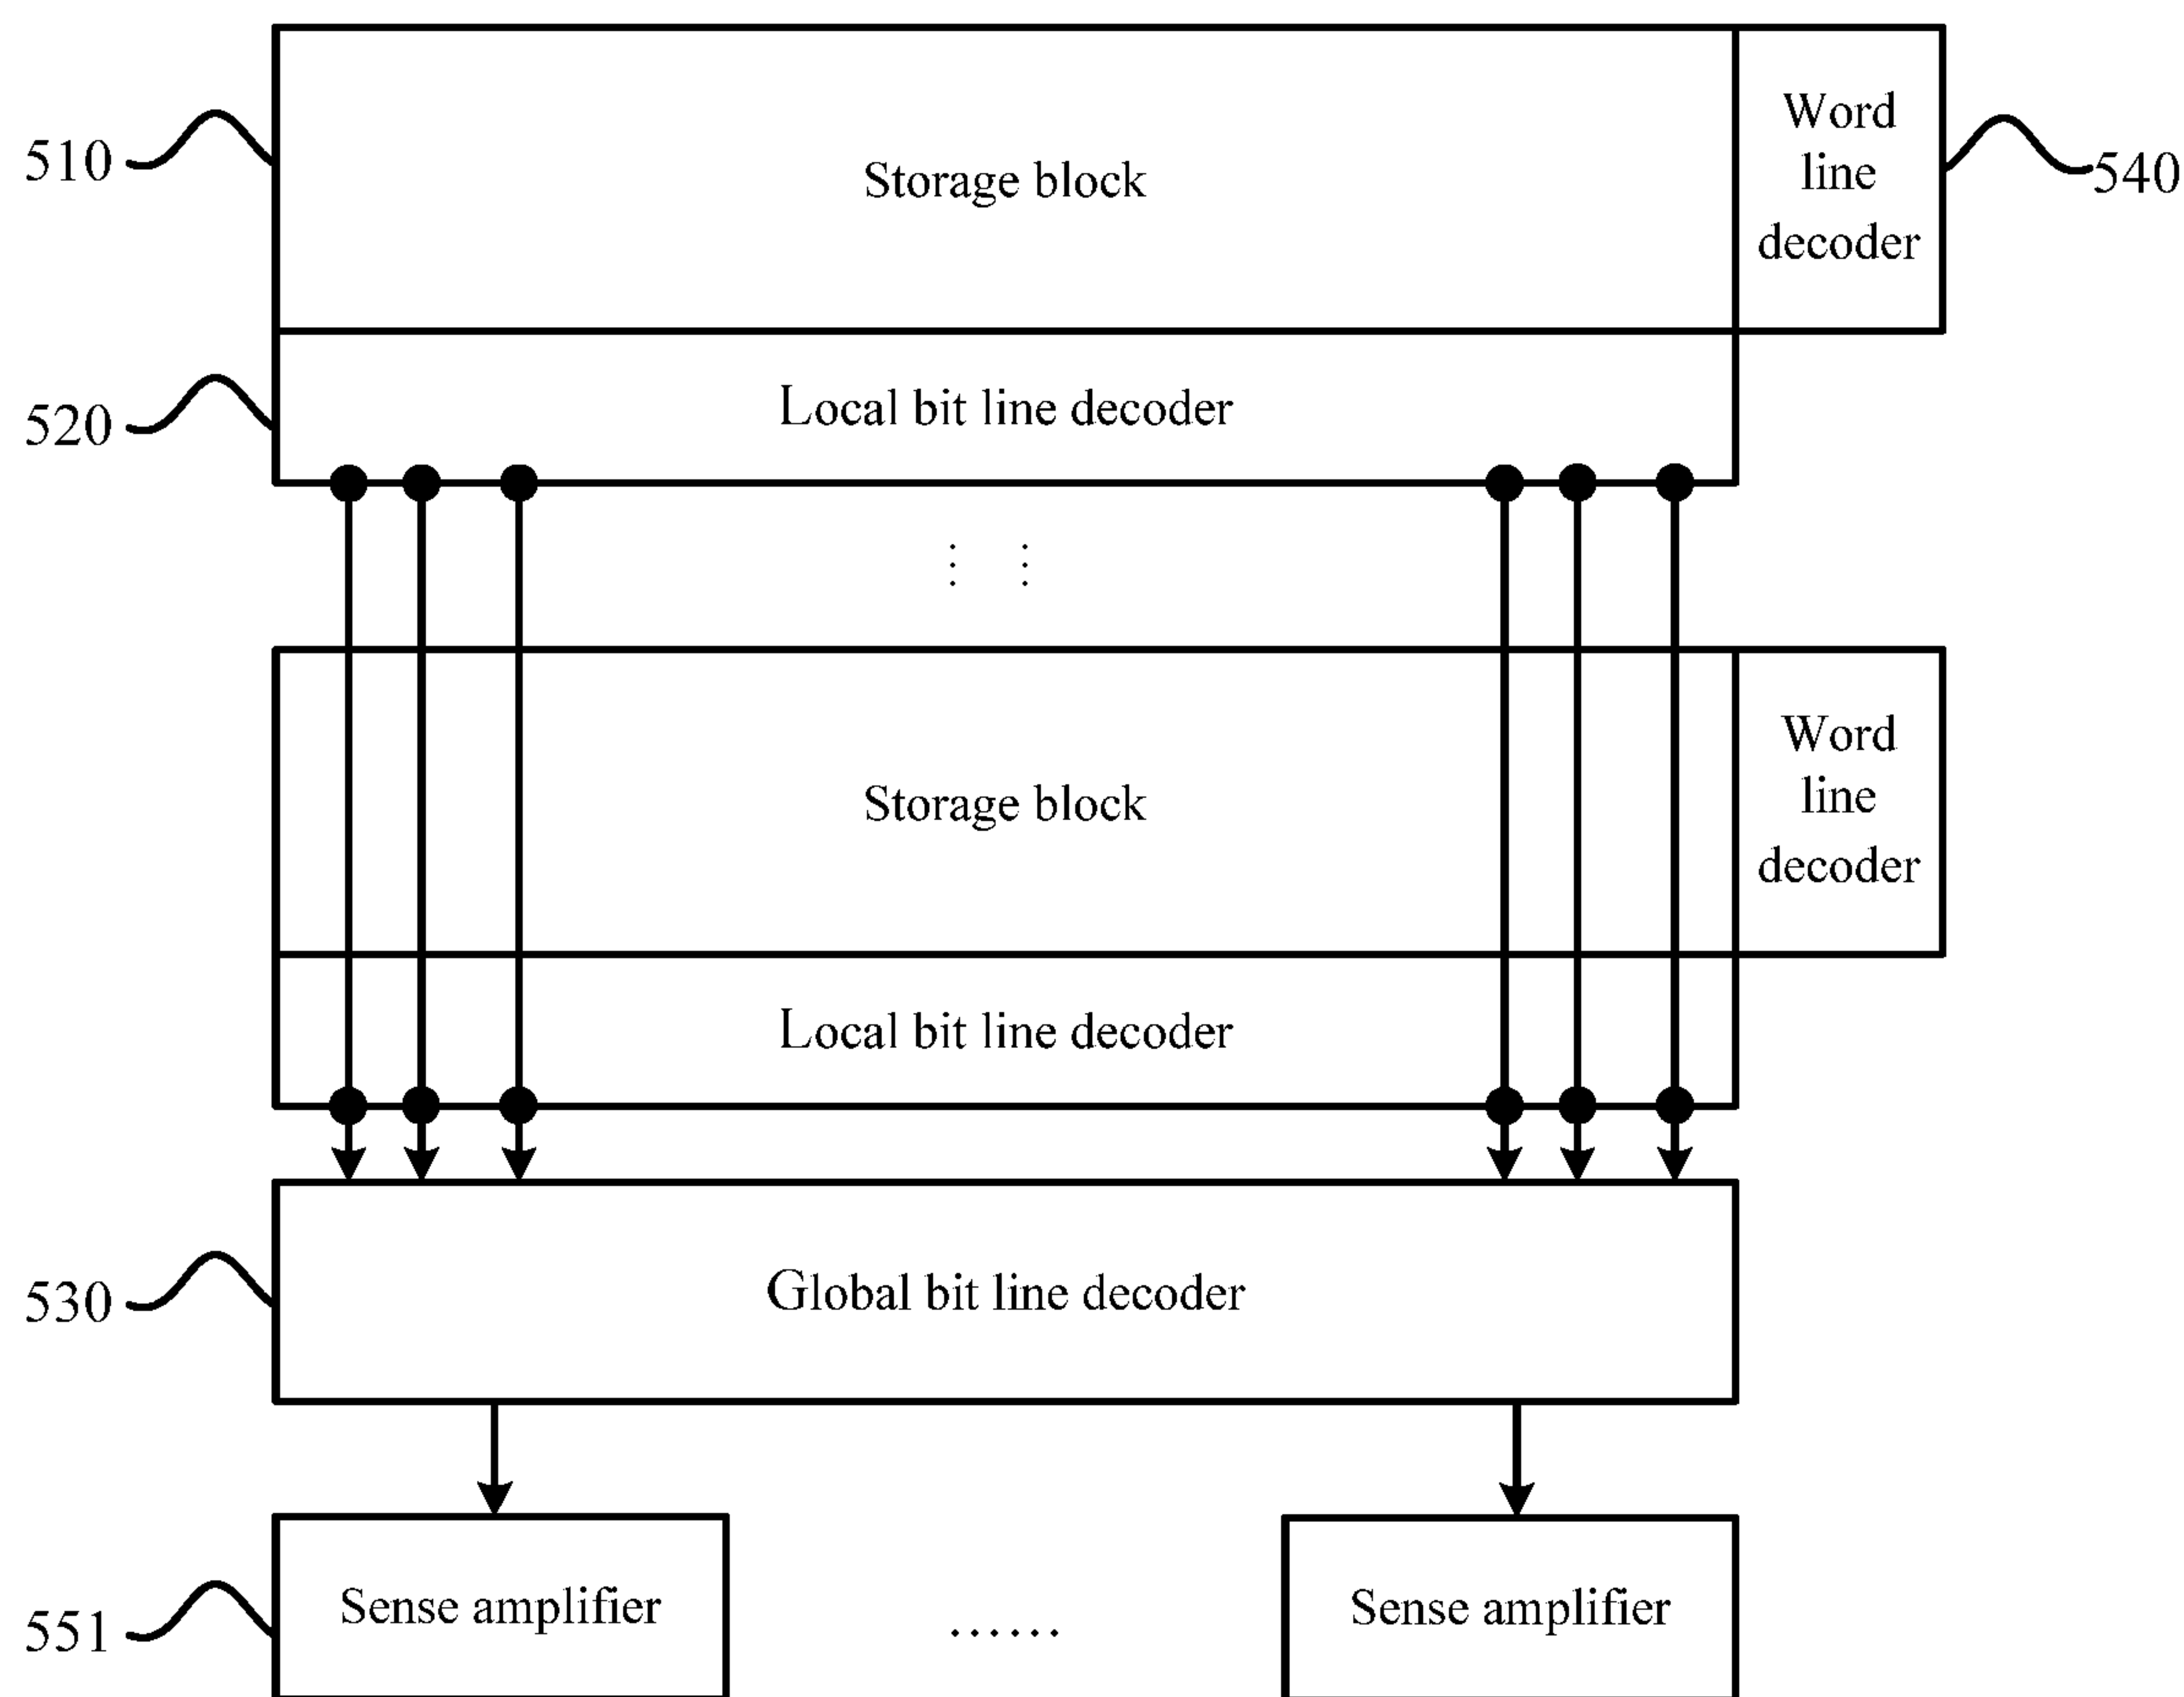 510
Storage block
Word
line
decoder
540
520
Local bit line decoder
Storage block
Word
line
decoder
Local bit line decoder
530
Global bit line decoder
551
Sense amplifier
......
Sense amplifier